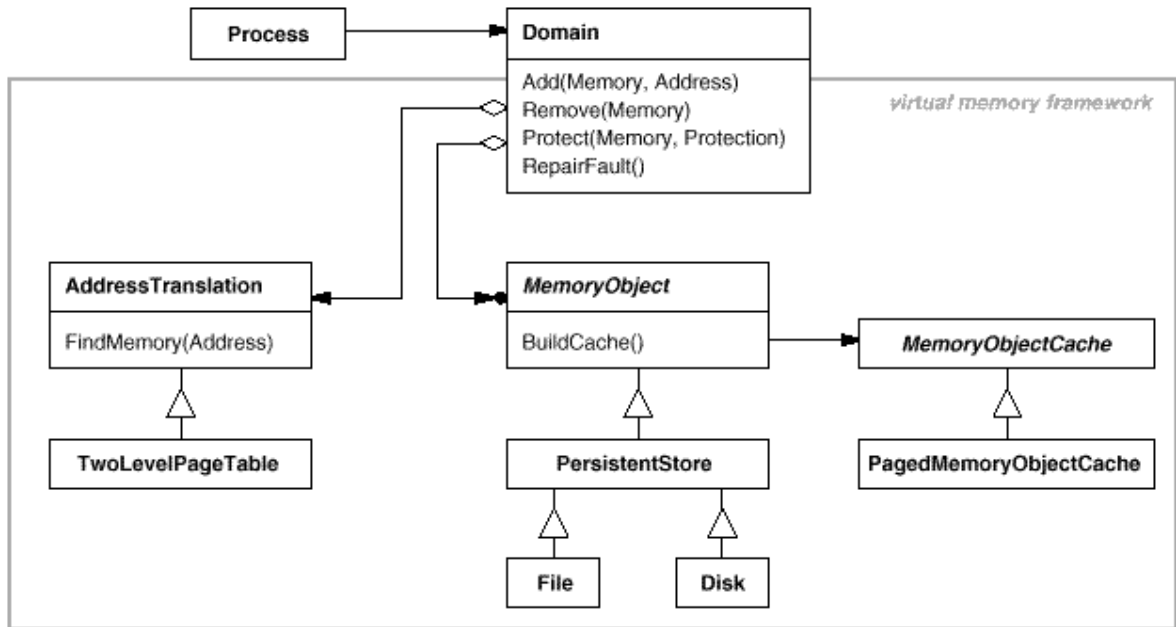 Process
Domain
Add(Memory, Address)
Remove(Memory)
Protect(Memory, Protection)
RepairFault()
virtual memory framework
AddressTranslation
FindMemory(Address)
MemoryObject
BuildCache()
MemoryObjectCache
TwoLevelPageTable
PersistentStore
PagedMemoryObjectCache
File
Disk